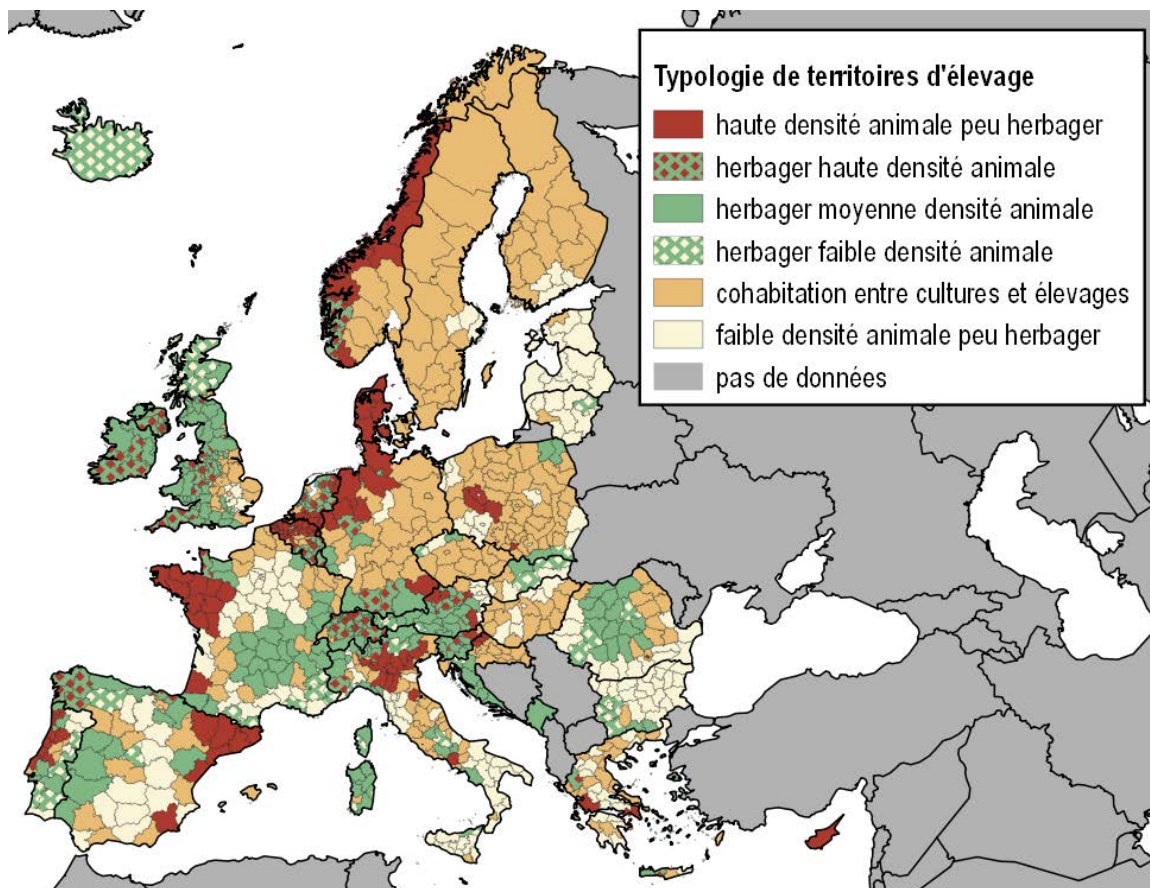 Typologie de territoires d'élevage
haute densité animale peu herbager
herbager haute densité animale
herbager moyenne densité animale
herbager faible densité animale
cohabitation entre cultures et élevages
faible densité animale peu herbager
pas de données